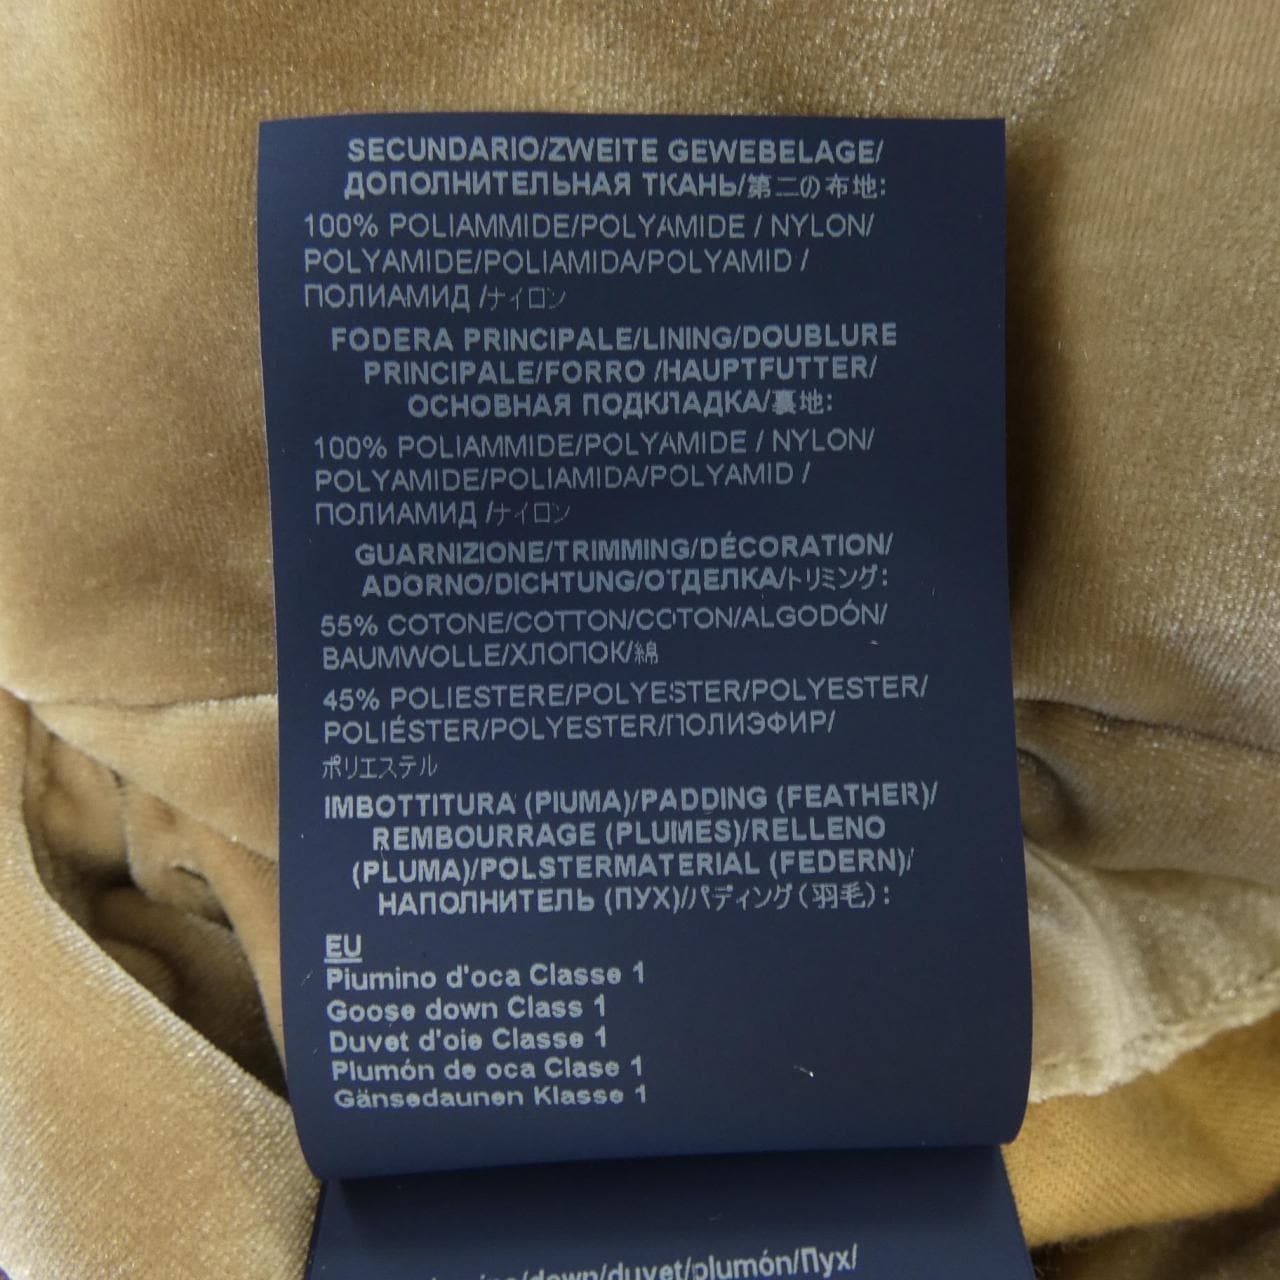 SECUNDARIO/ZWEITE GEWEBELAGE/
ДОПОЛНИТЕЛЬНАЯ ТКАНЬ/第二の布地:
100% POLIAMMIDE/POLYAMIDE / NYLON/
POLYAMIDE/POLIAMIDA/POLYAMID /
ПОЛИАМИД /ナイロン
FODERA PRINCIPALE/LINING/DOUBLURE
PRINCIPALE/FORRO /HAUPTFUTTER/
ОСНОВНАЯ ПОДКЛАДКА/裏地:
100% POLIAMMIDE/POLYAMIDE / NYLON/
POLYAMIDE/POLIAMIDA/POLYAMID /
ПОЛИАМИД /ナイロン
GUARNIZIONE/TRIMMING/DÉCORATION/
ADORNO/DICHTUNG/ОТДЕЛКА/トリミング:
55% COTONE/COTTON/COTON/ALGODÓN/
BAUMWOLLE/ХЛОПОК/綿
45% POLIESTERE/POLYESTER/POLYESTER/
POLIÉSTER/POLYESTER/ПОЛИЭФИР/
ポリエステル
IMBOTTITURA (PIUMA)/PADDING (FEATHER)/
REMBOURRAGE (PLUMES)/RELLENO
(PLUMA)/POLSTERMATERIAL (FEDERN)/
НАПОЛНИТЕЛЬ (ПУХ)/パディング(羽毛):
EU
Piumino d'oca Classe 1
Goose down Class 1
Duvet d'oie Classe 1
Plumón de oca Clase 1
Gänsedaunen Klasse 1
/down/duvet/plumón/Пух/